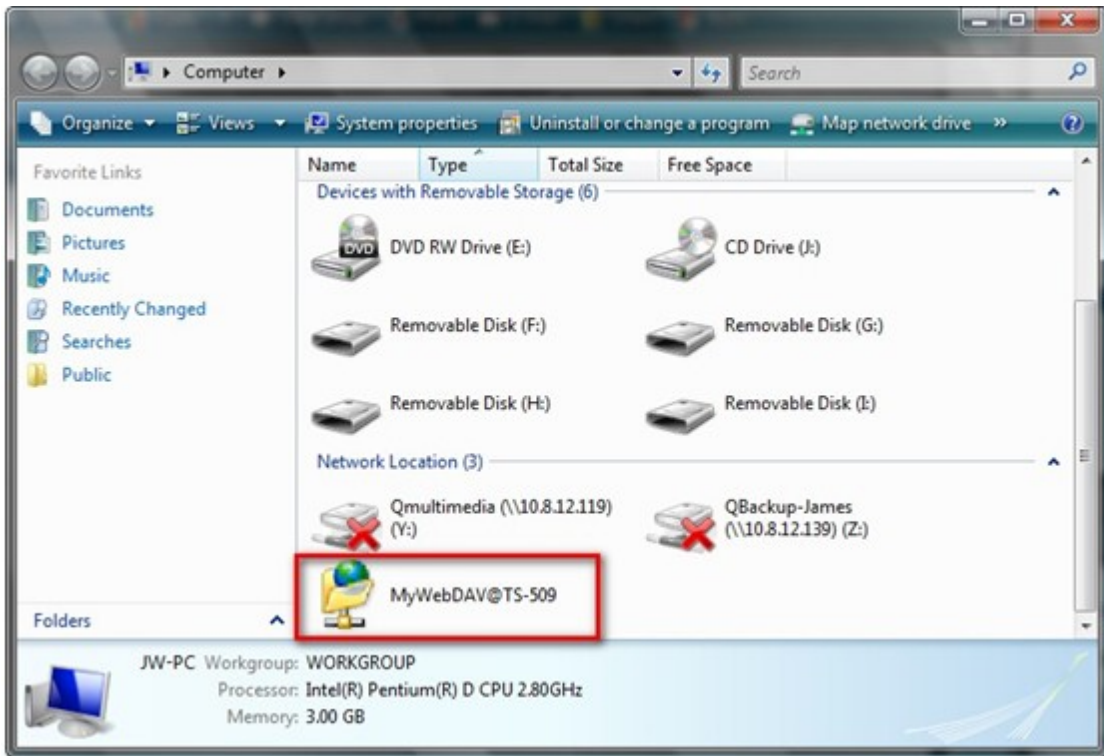 Computer
Search
Organize Views System properties Uninstall or change a program Map network drive »
Favorite Links
Documents
Pictures
Music
Recently Changed
Searches
Public
Folders
Name Type Total Size Free Space
Devices with Removable Storage (6)
DVD
DVD RW Drive (E:)
CD Drive (J:)
Removable Disk (F:)
Removable Disk (G:)
Removable Disk (H:)
Removable Disk (I:)
Network Location (3)
Qmultimedia (\\10.8.12.119)
(Y:)
QBackup-James
(\\10.8.12.139) (Z:)
MyWebDAV@TS-509
JW-PC Workgroup: WORKGROUP
Processor: Intel(R) Pentium(R) D CPU 2.80GHz
Memory: 3.00 GB